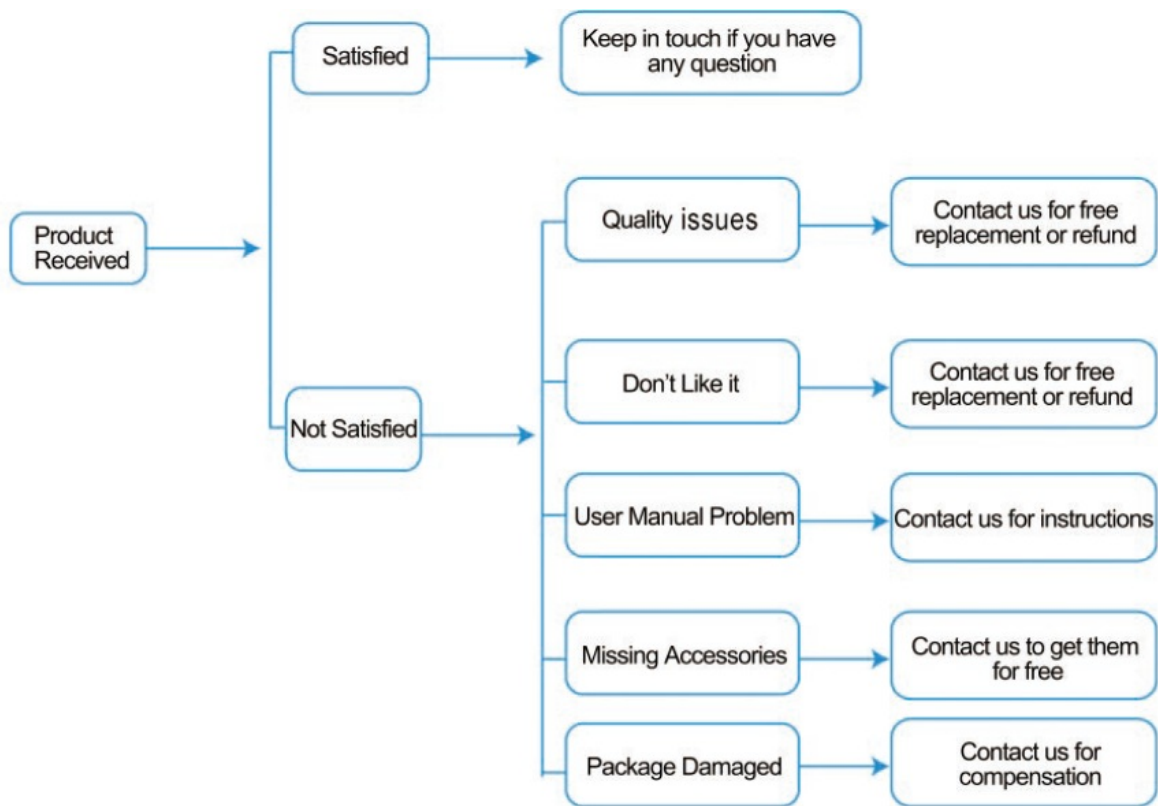 Satisfied
Keep in touch if you have
any question
Product
Received
Quality issues
Contact us for free
replacement or refund
Don't Like it
Contact us for free
replacement or refund
Not Satisfied
User Manual Problem
Contact us for instructions
Missing Accessories
Contact us to get them
for free
Package Damaged
Contact us for
compensation